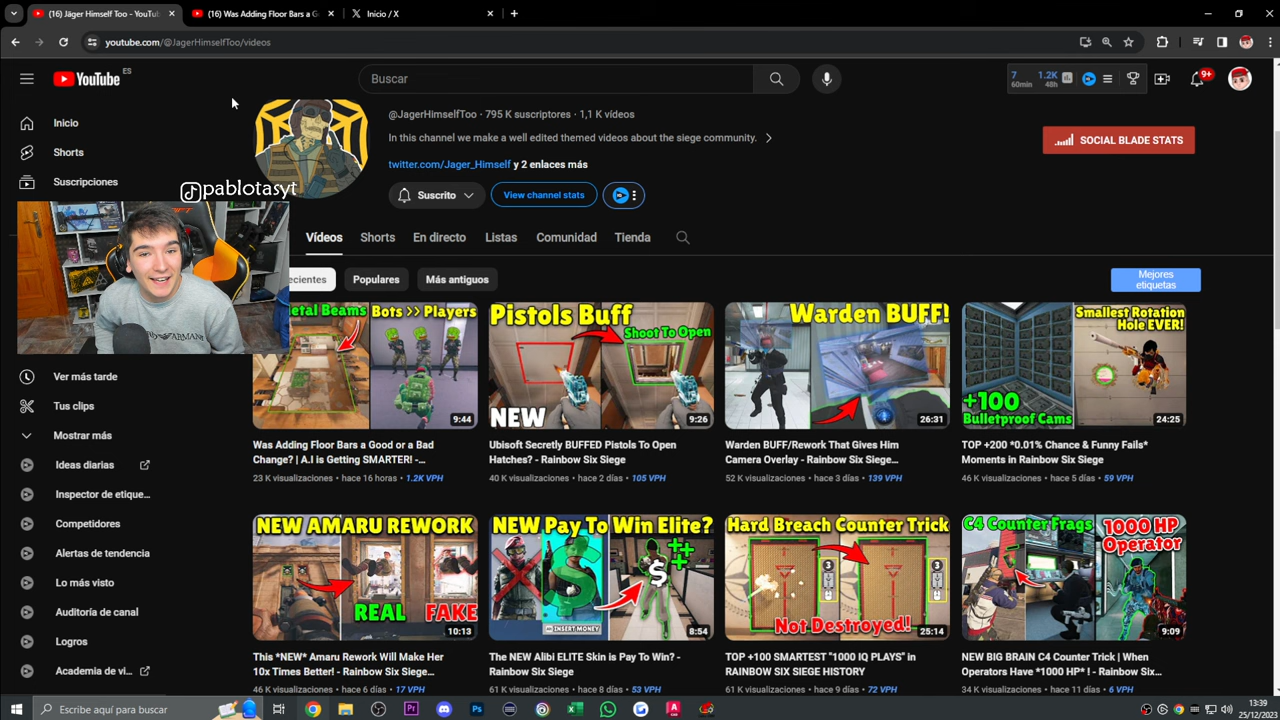 (16) Jäger Himself Too - YouTub
(16) Was Adding Floor Bars a G
Inicio / X
youtube.com/@JagerHimselfToo/videos
YouTube ES
Buscar
7
60min
1.2K
48h
9+
@JagerHimselfToo · 795 K suscriptores · 1,1 K vídeos
In this channel we make a well edited themed videos about the siege community.
twitter.com/Jager_Himself y 2 enlaces más
Suscrito
View channel stats
SOCIAL BLADE STATS
Inicio
Shorts
Suscripciones
pablotasyt
Vídeos
Shorts
En directo
Listas
Comunidad
Tienda
ecientes
Populares
Más antiguos
Mejores
etiquetas
etal Beams
Bots >> Players
9:44
Pistols Buff
Shoot To Open
NEW
9:26
Warden BUFF!
26:31
Smallest Rotation
Hole EVER!
+100
Bulletproof Cams
24:25
Was Adding Floor Bars a Good or a Bad
Change? | A.I is Getting SMARTER! -...
23 K visualizaciones · hace 16 horas · 1.2K VPH
Ubisoft Secretly BUFFED Pistols To Open
Hatches? - Rainbow Six Siege
40 K visualizaciones · hace 2 días · 105 VPH
Warden BUFF/Rework That Gives Him
Camera Overlay - Rainbow Six Siege...
52 K visualizaciones · hace 3 días · 139 VPH
TOP +200 *0.01% Chance & Funny Fails*
Moments in Rainbow Six Siege
46 K visualizaciones · hace 5 días · 59 VPH
Ver más tarde
Tus clips
Mostrar más
Ideas diarias
Inspector de etique...
Competidores
Alertas de tendencia
Lo más visto
Auditoría de canal
Logros
Academia de vi...
NEW AMARU REWORK
REAL
FAKE
10:13
NEW Pay To Win Elite?
INSERT MONEY
8:54
Hard Breach Counter Trick
3
3
Not Destroyed!
25:14
C4 Counter Frags
1000 HP
Operator
9:09
This *NEW* Amaru Rework Will Make Her
10x Times Better! - Rainbow Six Siege...
46 K visualizaciones · hace 6 días · 17 VPH
The NEW Alibi ELITE Skin is Pay To Win? -
Rainbow Six Siege
61 K visualizaciones · hace 8 días · 53 VPH
TOP +100 SMARTEST "1000 IQ PLAYS" in
RAINBOW SIX SIEGE HISTORY
61 K visualizaciones · hace 9 días · 72 VPH
NEW BIG BRAIN C4 Counter Trick | When
Operators Have *1000 HP* ! - Rainbow Six...
34 K visualizaciones · hace 11 días · 6 VPH
Escribe aquí para buscar
13:39
25/12/2023